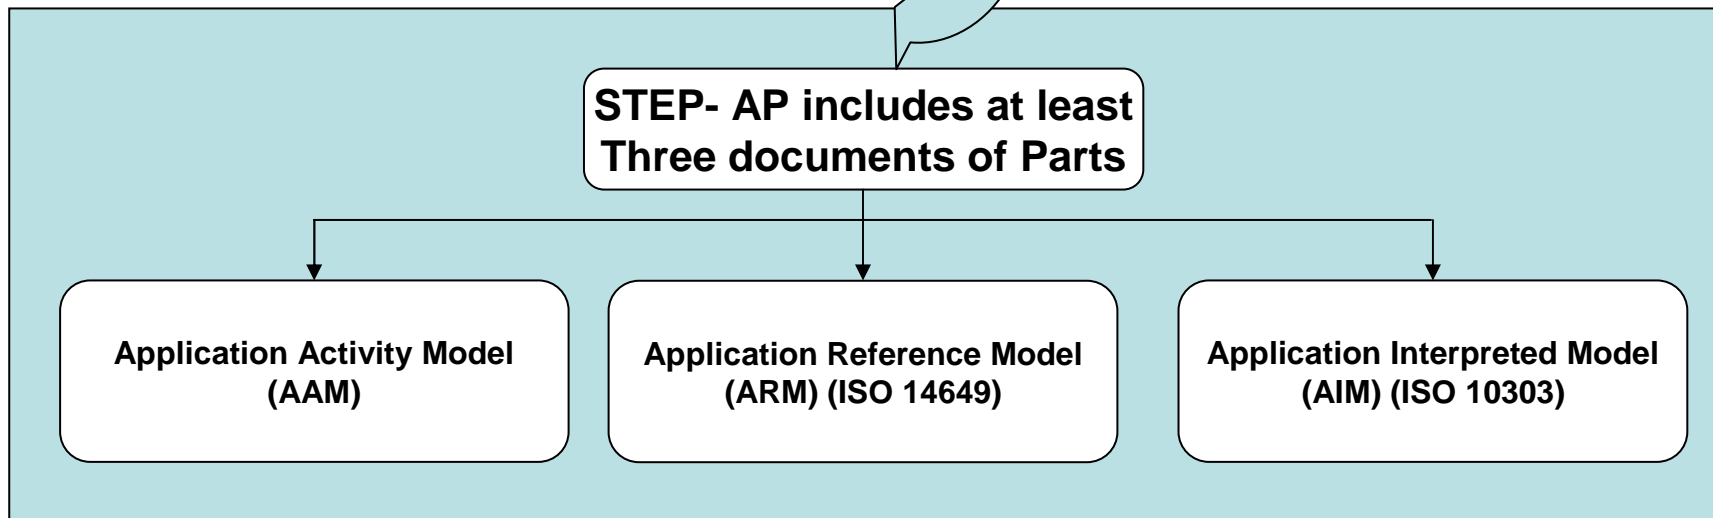 STEP- AP includes at least
Three documents of Parts
Application Activity Model
(AAM)
Application Reference Model
(ARM) (ISO 14649)
Application Interpreted Model
(AIM) (ISO 10303)